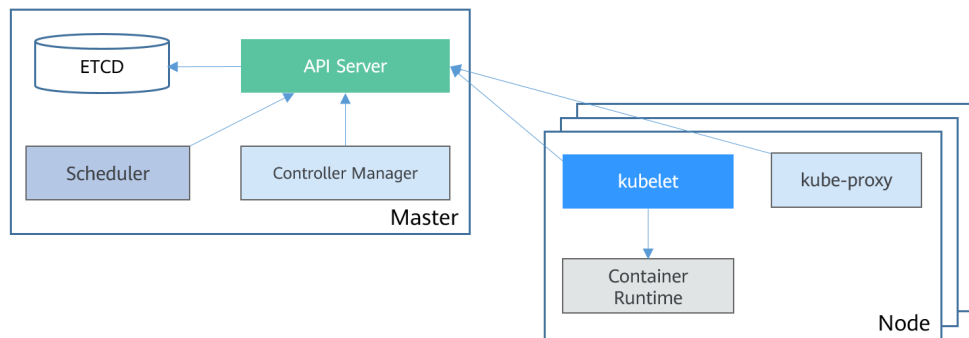 ETCD
API Server
Scheduler
Controller Manager
Master
kubelet
kube-proxy
Container
Runtime
Node